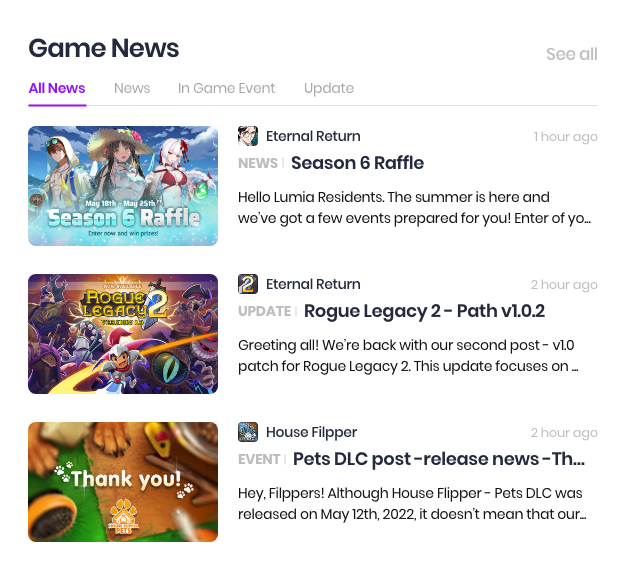 Game News
See all
All News
News
In Game Event
Update
May 18th - May 25th
Season 6 Raffle
Enter now and win prizes!
Eternal Return
1 hour ago
NEWS
Season 6 Raffle
Hello Lumia Residents. The summer is here and
we've got a few events prepared for you! Enter of yo...
ROGUE
LEGACY 2
VERSION 1.0
Eternal Return
2 hour ago
UPDATE
Rogue Legacy 2 - Path v1.0.2
Greeting all! We're back with our second post - v1.0
patch for Rogue Legacy 2. This update focuses on ...
Thank you!
PETS
House Filpper
2 hour ago
EVENT
Pets DLC post -release news -Th...
Hey, Filppers! Although House Flipper - Pets DLC was
released on May 12th, 2022, it doesn't mean that our...